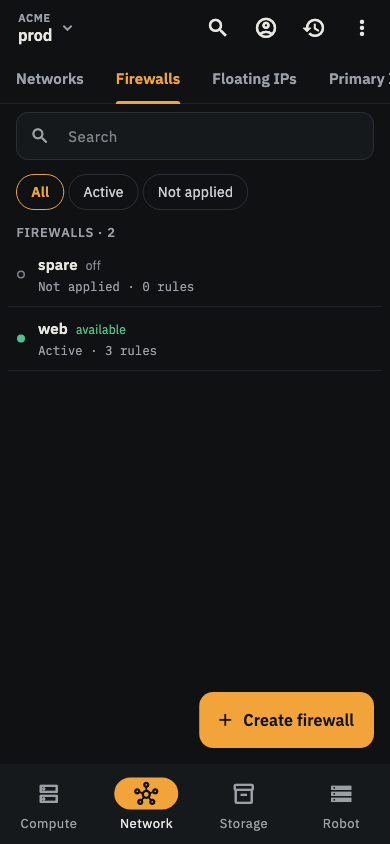 ACME
prod
Networks Firewalls Floating IPs Primary
Search
All Active Not applied
FIREWALLS · 2
spare off
Not applied · 0 rules
web available
Active · 3 rules
+ Create firewall
Compute Network Storage Robot